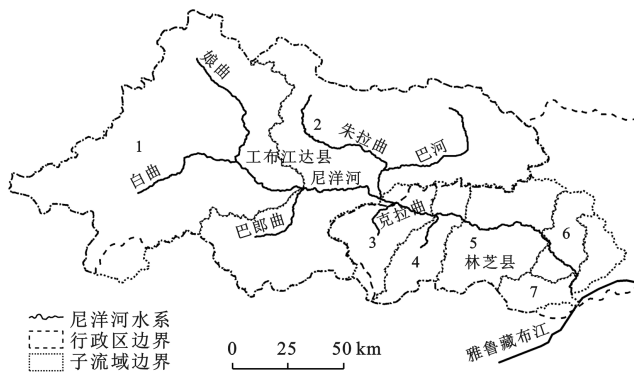 娘曲
1
2
朱拉曲
巴河
工布江达县
白曲
尼洋河
巴郎曲
克拉曲
3
4
5
6
林芝县
7
尼洋河水系
行政区边界
子流域边界
0 25 50 km
雅鲁藏布江